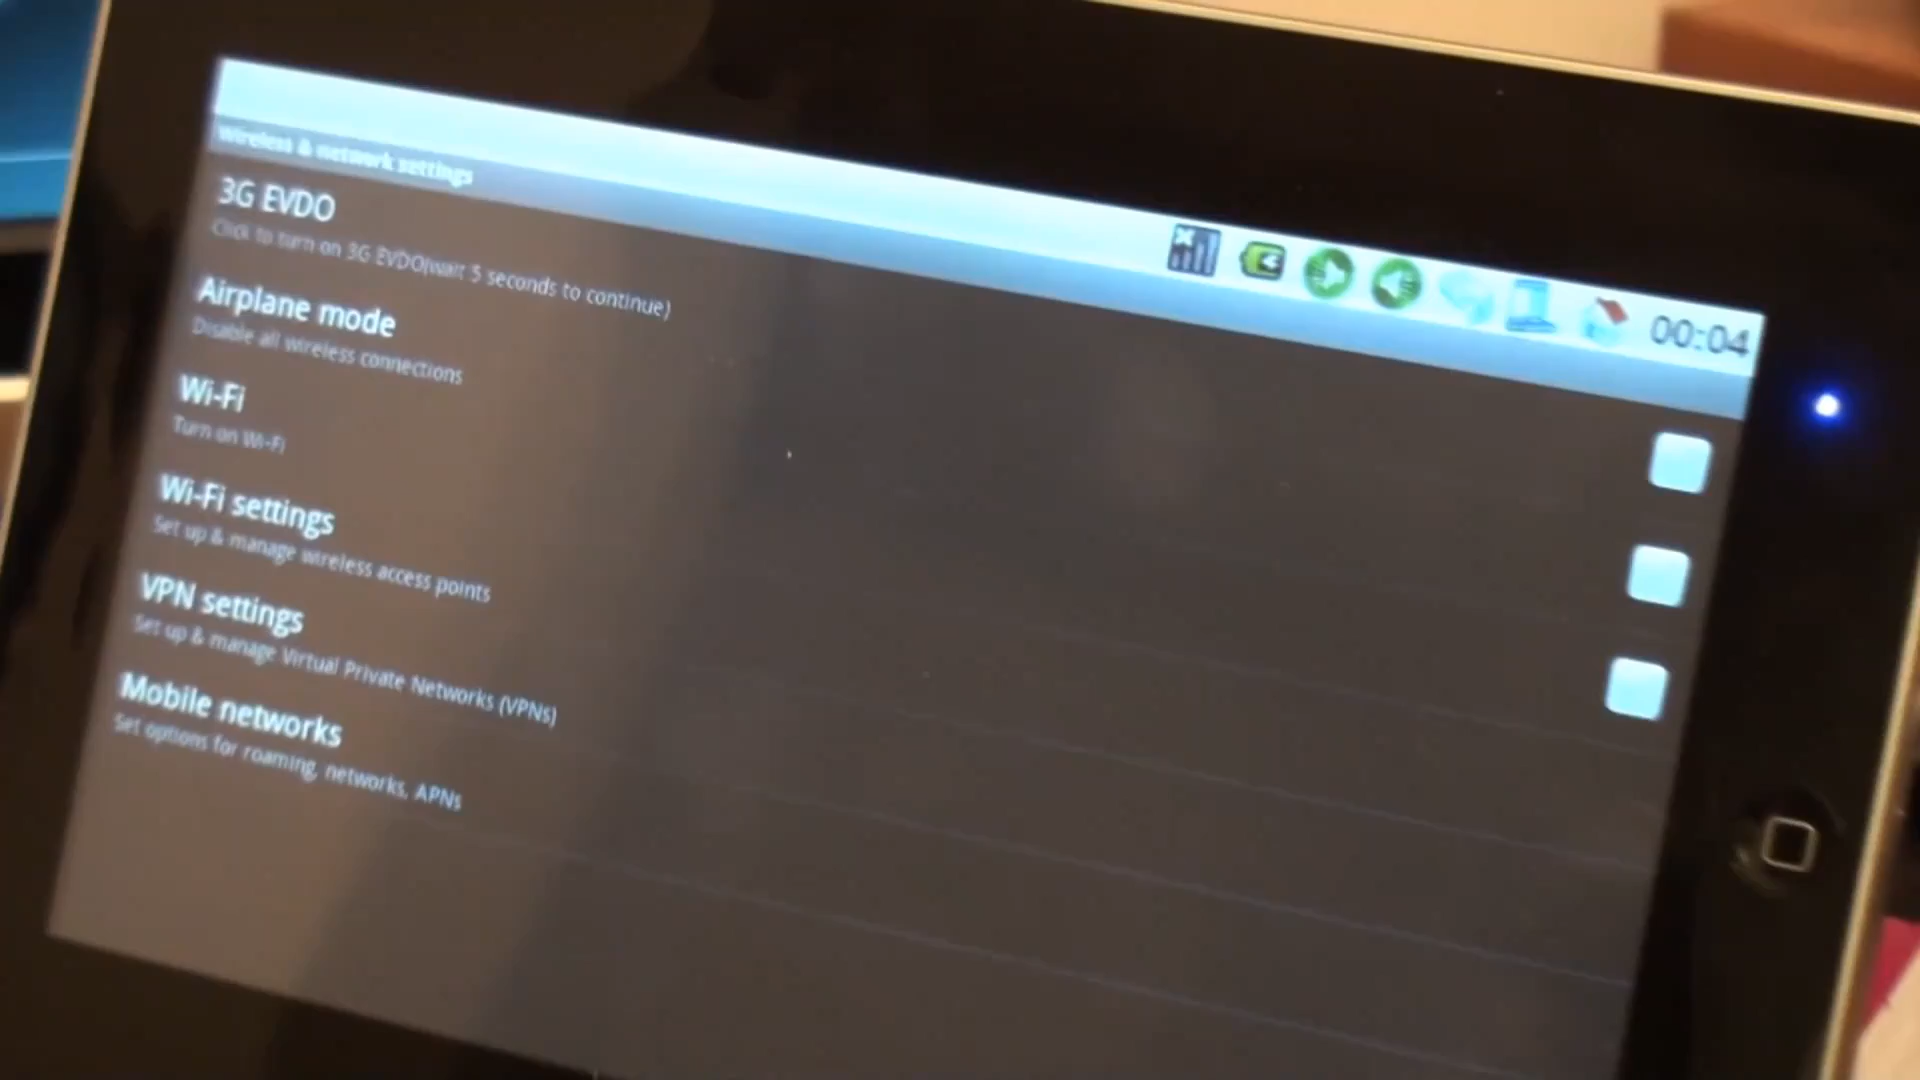 Wireless & network settings
00:04
3G EVDO
Click to turn on 3G EVDO(wait 5 seconds to continue)
Airplane mode
Disable all wireless connections
Wi-Fi
Turn on Wi-Fi
Wi-Fi settings
Set up & manage wireless access points
VPN settings
Set up & manage Virtual Private Networks (VPNs)
Mobile networks
Set options for roaming, networks, APNs